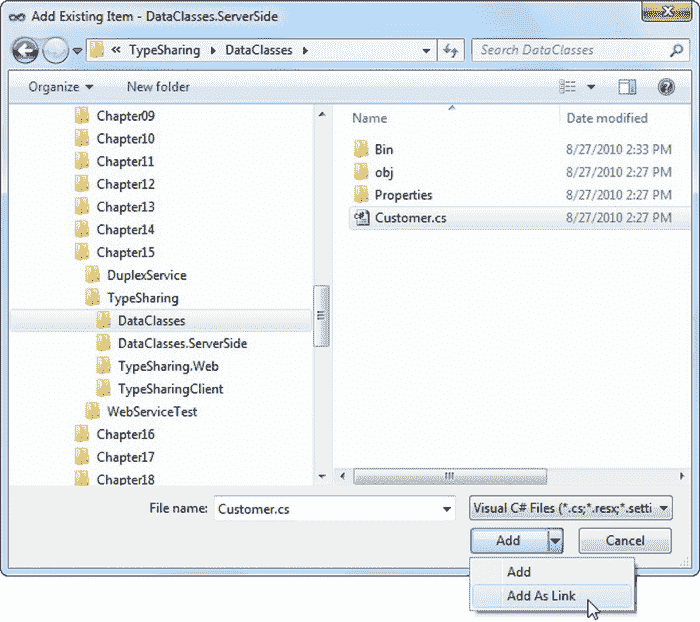 Add Existing Item - DataClasses.ServerSide
« TypeSharing DataClasses Search DataClasses
Organize New folder
Chapter09
Chapter10
Chapter11
Chapter12
Chapter13
Chapter14
Chapter15
DuplexService
TypeSharing
DataClasses
DataClasses.ServerSide
TypeSharing.Web
TypeSharingClient
WebServiceTest
Chapter16
Chapter17
Chapter18
Name Date modified
Bin 8/27/2010 2:33 PM
obj 8/27/2010 2:27 PM
Properties 8/27/2010 2:27 PM
Customer.cs 8/27/2010 2:27 PM
File name: Customer.cs Visual C# Files (*.cs;*.resx;*.setti
Add Cancel
Add
Add As Link